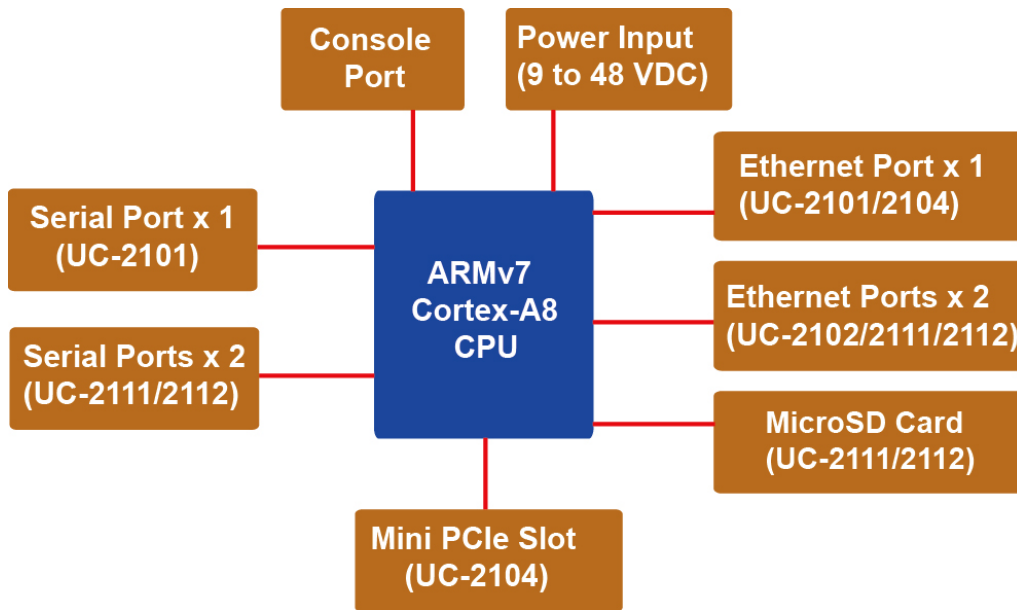 Console
Port
Power Input
(9 to 48 VDC)
Ethernet Port x 1
(UC-2101/2104)
Serial Port x 1
(UC-2101)
ARMv7
Cortex-A8
CPU
Ethernet Ports x 2
(UC-2102/2111/2112)
Serial Ports x 2
(UC-2111/2112)
MicroSD Card
(UC-2111/2112)
Mini PCIe Slot
(UC-2104)